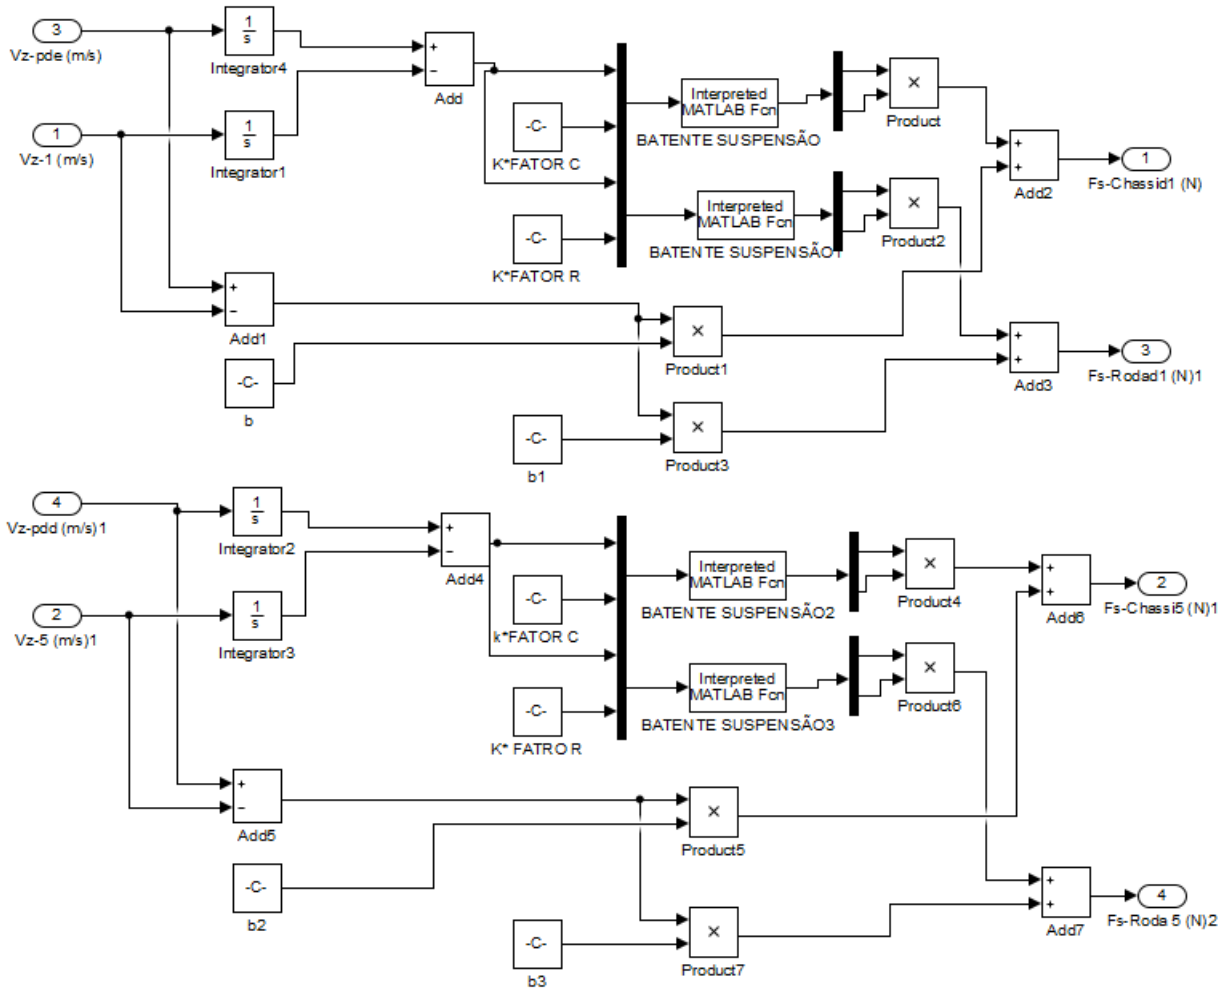 3
Vz-pde (m/s)
1
s
Integrator4
+
−
Add
1
Vz-1 (m/s)
1
s
Integrator1
-C-
K*FATOR C
-C-
K*FATOR R
Interpreted
MATLAB Fcn
BATENTE SUSPENSÃO
×
Product
Interpreted
MATLAB Fcn
BATENTE SUSPENSÃO1
×
Product2
+
+
Add2
1
Fs-Chassid1 (N)
+
−
Add1
-C-
b
×
Product1
-C-
b1
×
Product3
+
+
Add3
3
Fs-Rodad1 (N)1
4
Vz-pdd (m/s)1
1
s
Integrator2
+
−
Add4
2
Vz-5 (m/s)1
1
s
Integrator3
-C-
k*FATOR C
-C-
K* FATRO R
Interpreted
MATLAB Fcn
BATENTE SUSPENSÃO2
×
Product4
Interpreted
MATLAB Fcn
BATENTE SUSPENSÃO3
×
Product6
+
+
Add6
2
Fs-Chassi5 (N)1
+
−
Add5
-C-
b2
×
Product5
-C-
b3
×
Product7
+
+
Add7
4
Fs-Roda 5 (N)2